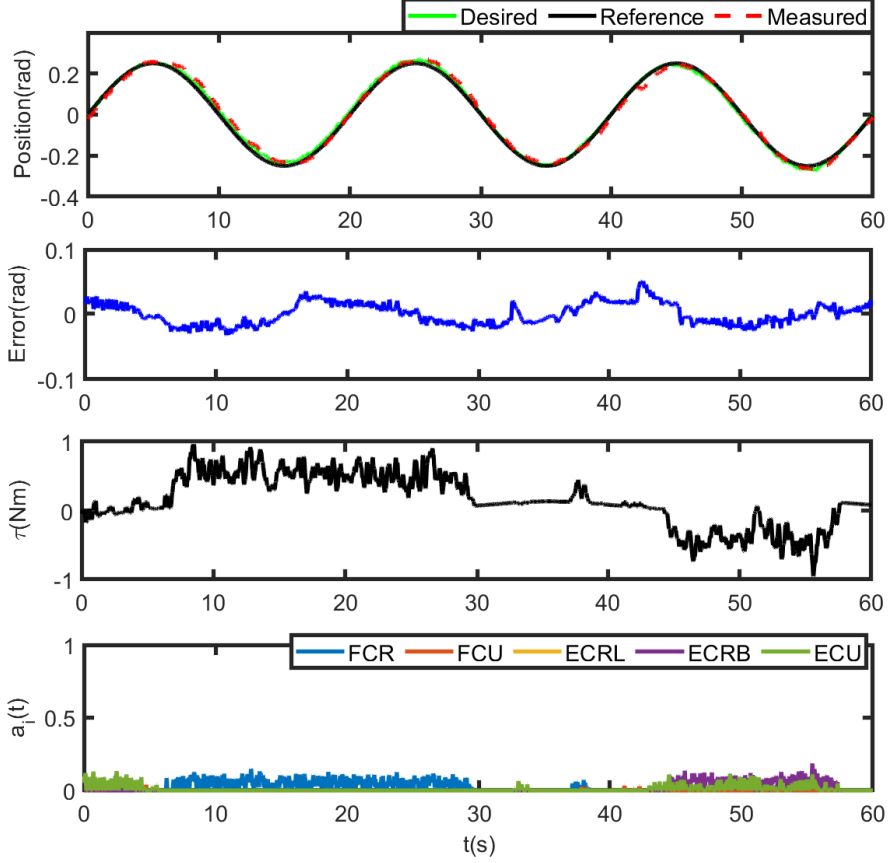 Desired Reference Measured
Position(rad)
0.2
0
-0.2
-0.4
0 10 20 30 40 50 60
Error(rad)
0.1
0
-0.1
0 10 20 30 40 50 60
τ(Nm)
1
0
-1
0 10 20 30 40 50 60
FCR FCU ECRL ECRB ECU
a_i(t)
1
0.5
0
0 10 20 30 40 50 60
t(s)